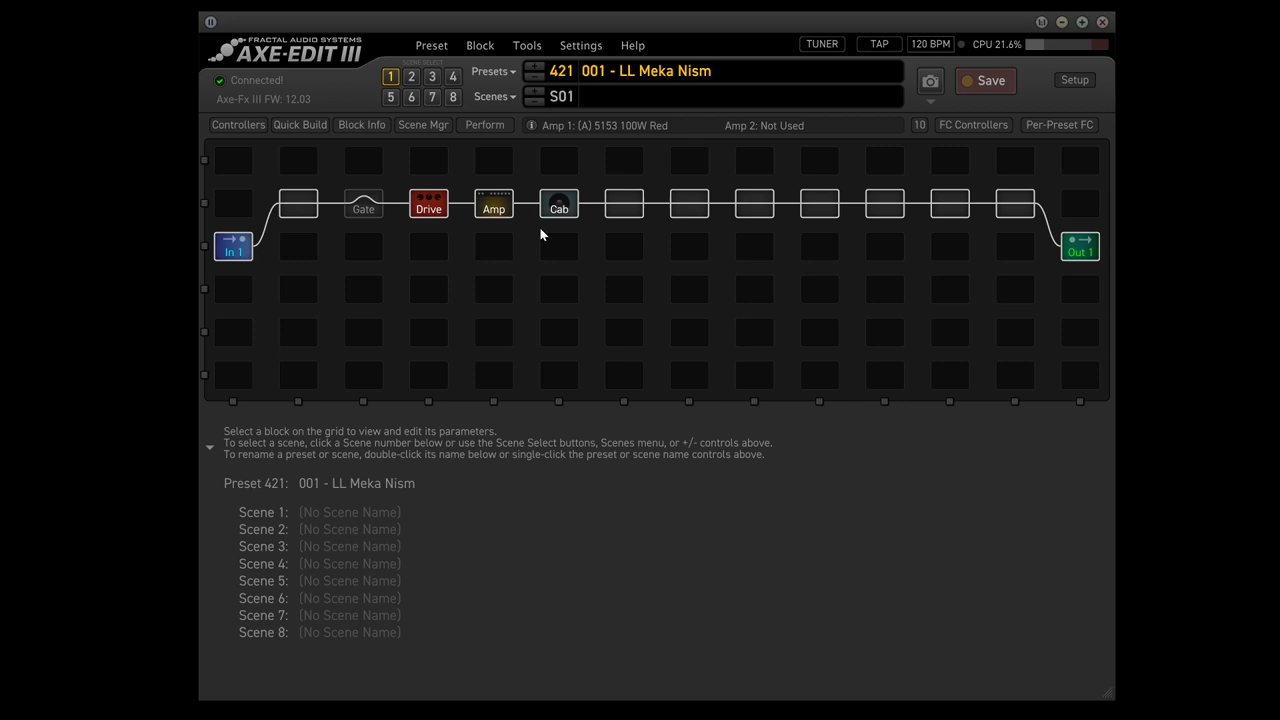 FRACTAL AUDIO SYSTEMS
AXE-EDIT III
Preset Block Tools Settings Help
TUNER TAP 120 BPM CPU 21.6%
SCENE SELECT
Connected!
Axe-Fx III FW: 12.03
1 2 3 4
5 6 7 8
Presets 421 001 - LL Meka Nism
Scenes S01
Save
Setup
Controllers Quick Build Block Info Scene Mgr Perform Amp 1: (A) 5153 100W Red Amp 2: Not Used 10 FC Controllers Per-Preset FC
Gate Drive Amp Cab
In 1 Out 1
Select a block on the grid to view and edit its parameters.
To select a scene, click a Scene number below or use the Scene Select buttons, Scenes menu, or +/- controls above.
To rename a preset or scene, double-click its name below or single-click the preset or scene name controls above.
Preset 421: 001 - LL Meka Nism
Scene 1: (No Scene Name)
Scene 2: (No Scene Name)
Scene 3: (No Scene Name)
Scene 4: (No Scene Name)
Scene 5: (No Scene Name)
Scene 6: (No Scene Name)
Scene 7: (No Scene Name)
Scene 8: (No Scene Name)